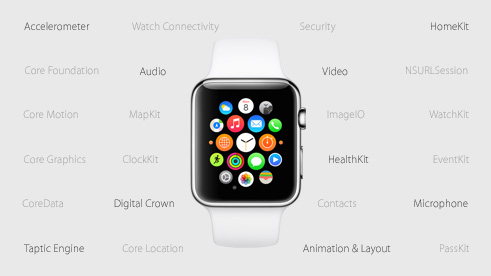 Accelerometer Watch Connectivity Security HomeKit
Core Foundation Audio Video NSURLSession
Core Motion MapKit ImageIO WatchKit
Core Graphics ClockKit HealthKit EventKit
CoreData Digital Crown Contacts Microphone
Taptic Engine Core Location Animation & Layout PassKit
8